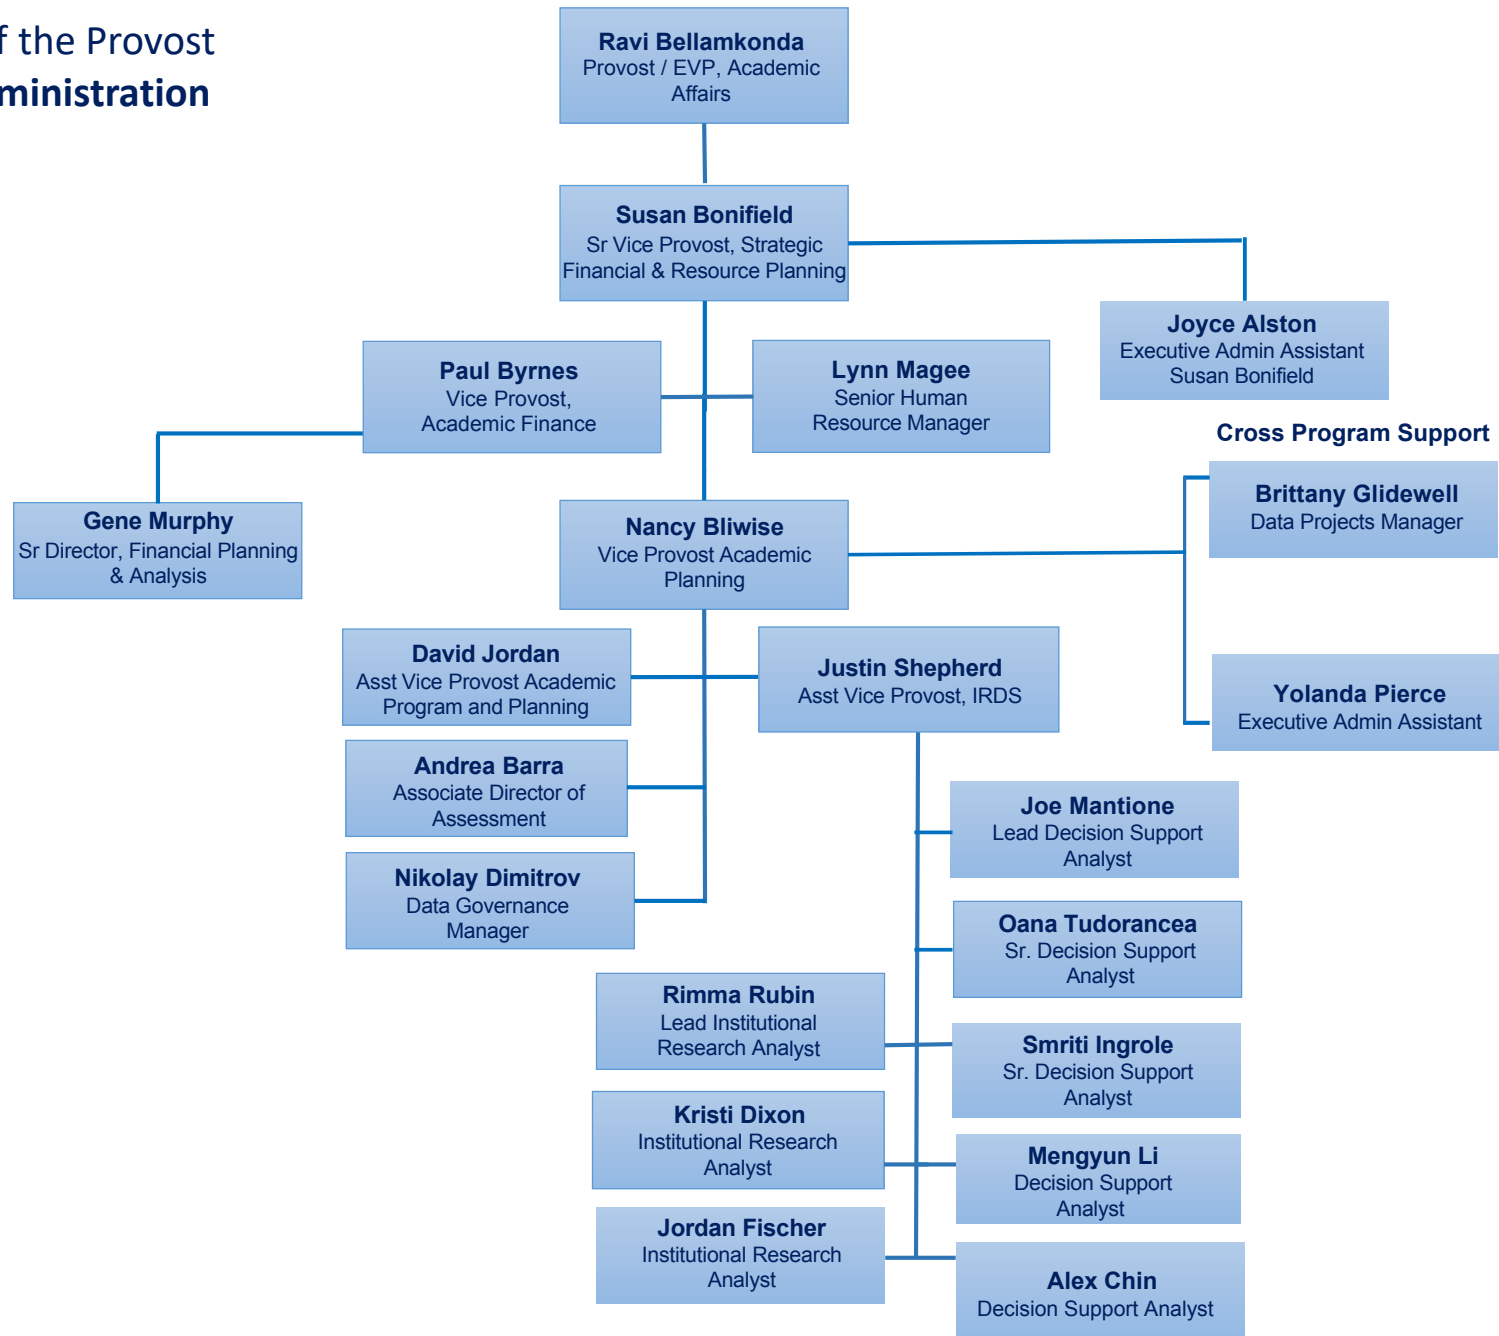 the Provost
Ravi Bellamkonda
Provost / EVP, Academic
Affairs
Susan Bonifield
Sr Vice Provost, Strategic
Financial & Resource Planning
Joyce Alston
Executive Admin Assistant
Susan Bonifield
Paul Byrnes
Vice Provost,
Academic Finance
Lynn Magee
Senior Human
Resource Manager
Cross Program Support
Brittany Glidewell
Data Projects Manager
Gene Murphy
Sr Director, Financial Planning
& Analysis
Nancy Bliwise
Vice Provost Academic
Planning
Yolanda Pierce
Executive Admin Assistant
David Jordan
Asst Vice Provost Academic
Program and Planning
Justin Shepherd
Asst Vice Provost, IRDS
Andrea Barra
Associate Director of
Assessment
Nikolay Dimitrov
Data Governance
Manager
Joe Mantione
Lead Decision Support
Analyst
Oana Tudorancea
Sr. Decision Support
Analyst
Rimma Rubin
Lead Institutional
Research Analyst
Smriti Ingrole
Sr. Decision Support
Analyst
Kristi Dixon
Institutional Research
Analyst
Mengyun Li
Decision Support
Analyst
Jordan Fischer
Institutional Research
Analyst
Alex Chin
Decision Support Analyst